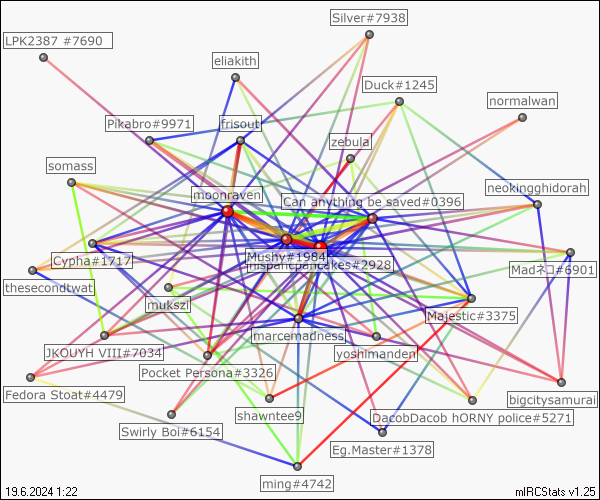 Silver#7938
LPK2387 #7690
eliakith
Duck#1245
normalwan
Pikabro#9971
frisout
zebula
somass
moonraven
neokingghidorah
Can anything be saved#0396
Cypha#1717
Mushy#1984
hispanicpancakes#2928
Madネコ#6901
thesecondtwat
mukszi
Majestic#3375
marcemadness
JKOUYH VIII#7034
yoshimanden
Pocket Persona#3326
Fedora Stoat#4479
bigcitysamurai
shawntee9
DacobDacob hORNY police#5271
Swirly Boi#6154
Eg.Master#1378
ming#4742
19.6.2024 1:22
mIRCStats v1.25